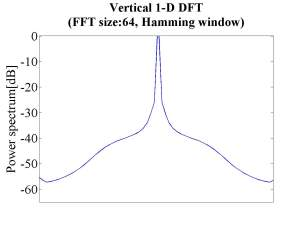 Vertical 1-D DFT
(FFT size:64, Hamming window)
Power spectrum[dB]
0
-10
-20
-30
-40
-50
-60